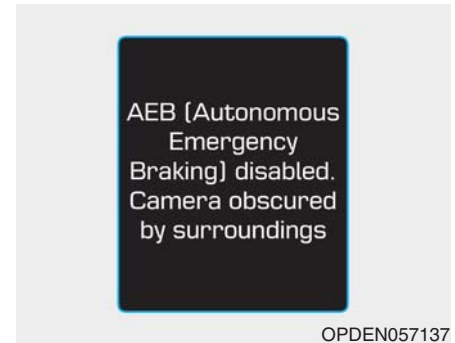 AEB (Autonomous
Emergency
Braking) disabled.
Camera obscured
by surroundings
OPDEN057137